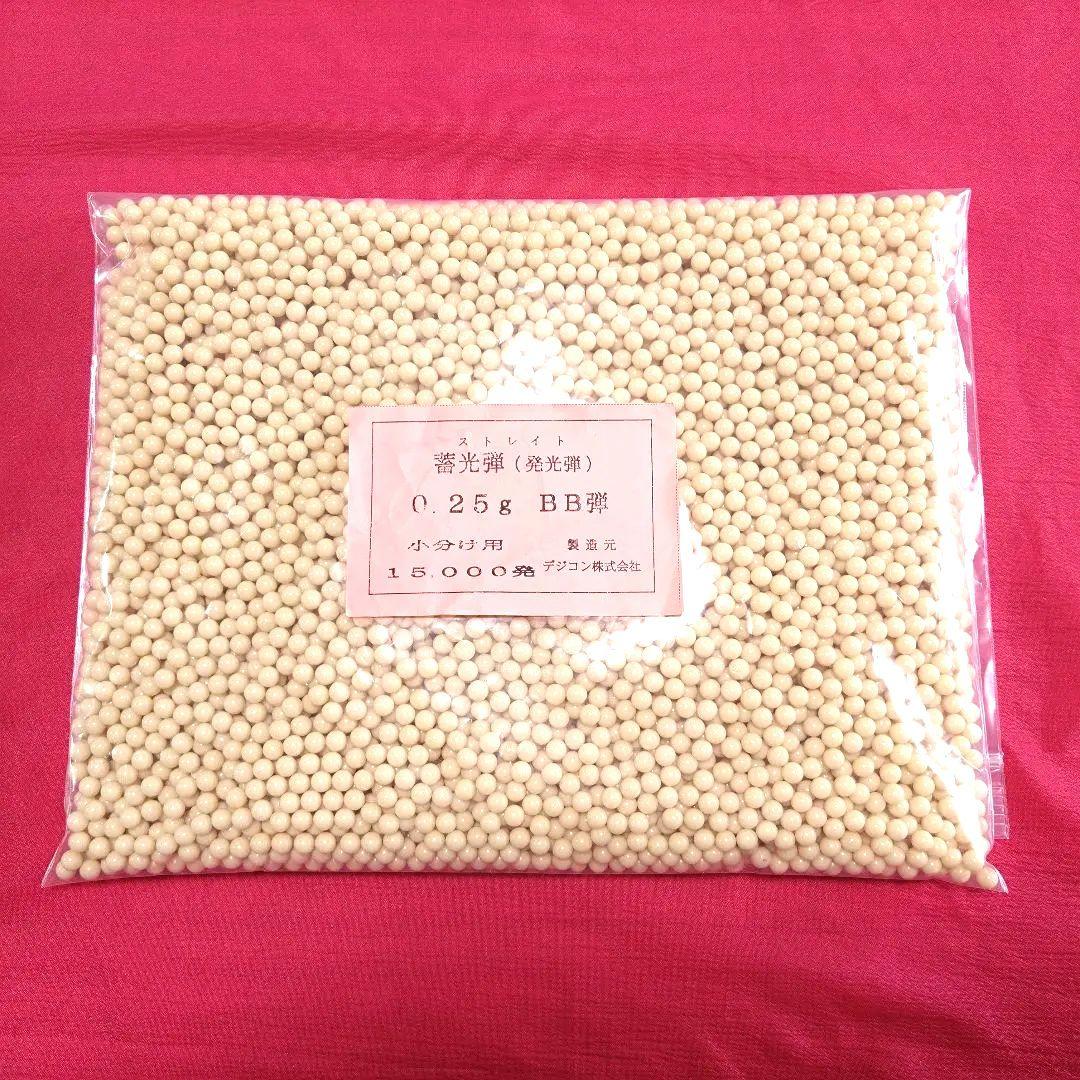 ストレイト
蓄光弾(発光弾)
0.25g BB弾
小分け用 製造元
15,000発 デジコン株式会社